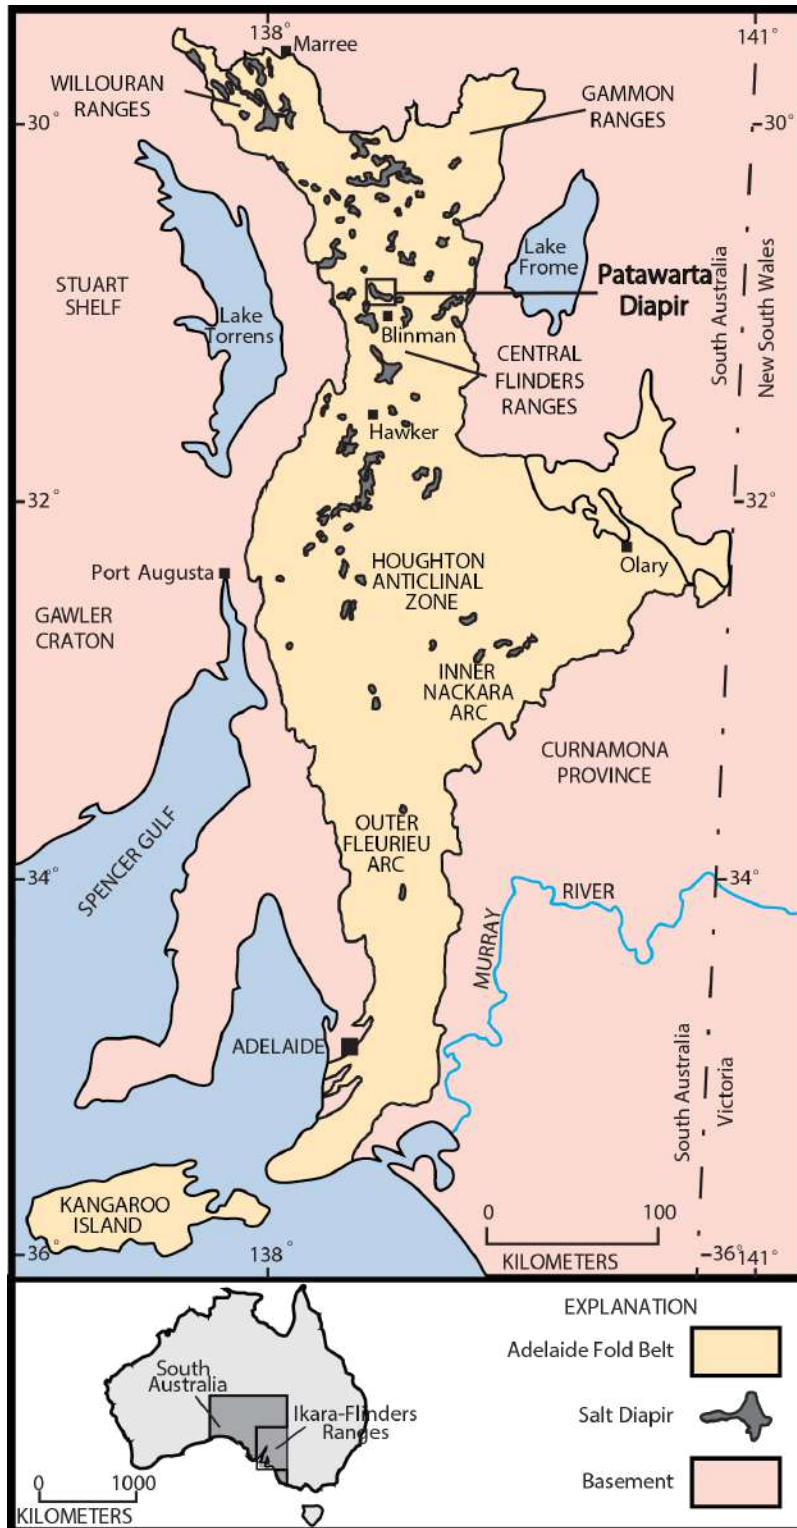 138°
141°
Marree
WILLOURAN
RANGES
GAMMON
RANGES
30°
30°
Lake
Frome
STUART
SHELF
Lake
Torrens
Patawarta
Diapir
South Australia
New South Wales
Blinman
CENTRAL
FLINDERS
RANGES
Hawker
32°
32°
Port Augusta
HOUGHTON
ANTICLINAL
ZONE
Olary
GAWLER
CRATON
INNER
NACKARA
ARC
CURNAMONA
PROVINCE
SPENCER GULF
OUTER
FLEURIEU
ARC
34°
34°
MURRAY
RIVER
ADELAIDE
South Australia
Victoria
KANGAROO
ISLAND
0
100
KILOMETERS
36°
138°
36°
141°
EXPLANATION
South
Australia
Ikara-Flinders
Ranges
0
1000
KILOMETERS
Adelaide Fold Belt
Salt Diapir
Basement